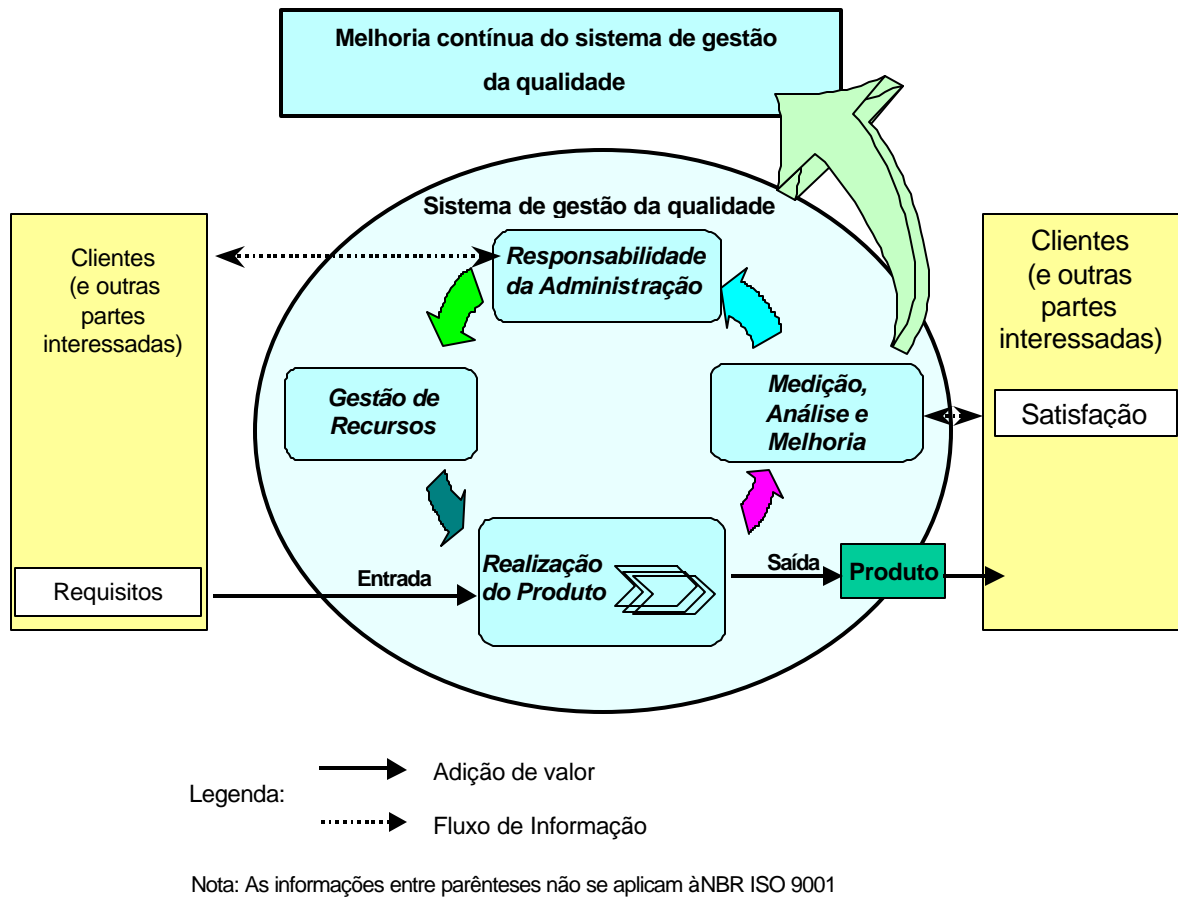 Melhoria contínua do sistema de gestão
da qualidade
Sistema de gestão da qualidade
Clientes
(e outras
partes
interessadas)
Requisitos
Responsabilidade
da Administração
Gestão de
Recursos
Medição,
Análise e
Melhoria
Entrada
Realização
do Produto
Saída
Produto
Clientes
(e outras
partes
interessadas)
Satisfação
Legenda:
Adição de valor
Fluxo de Informação
Nota: As informações entre parênteses não se aplicam àNBR ISO 9001